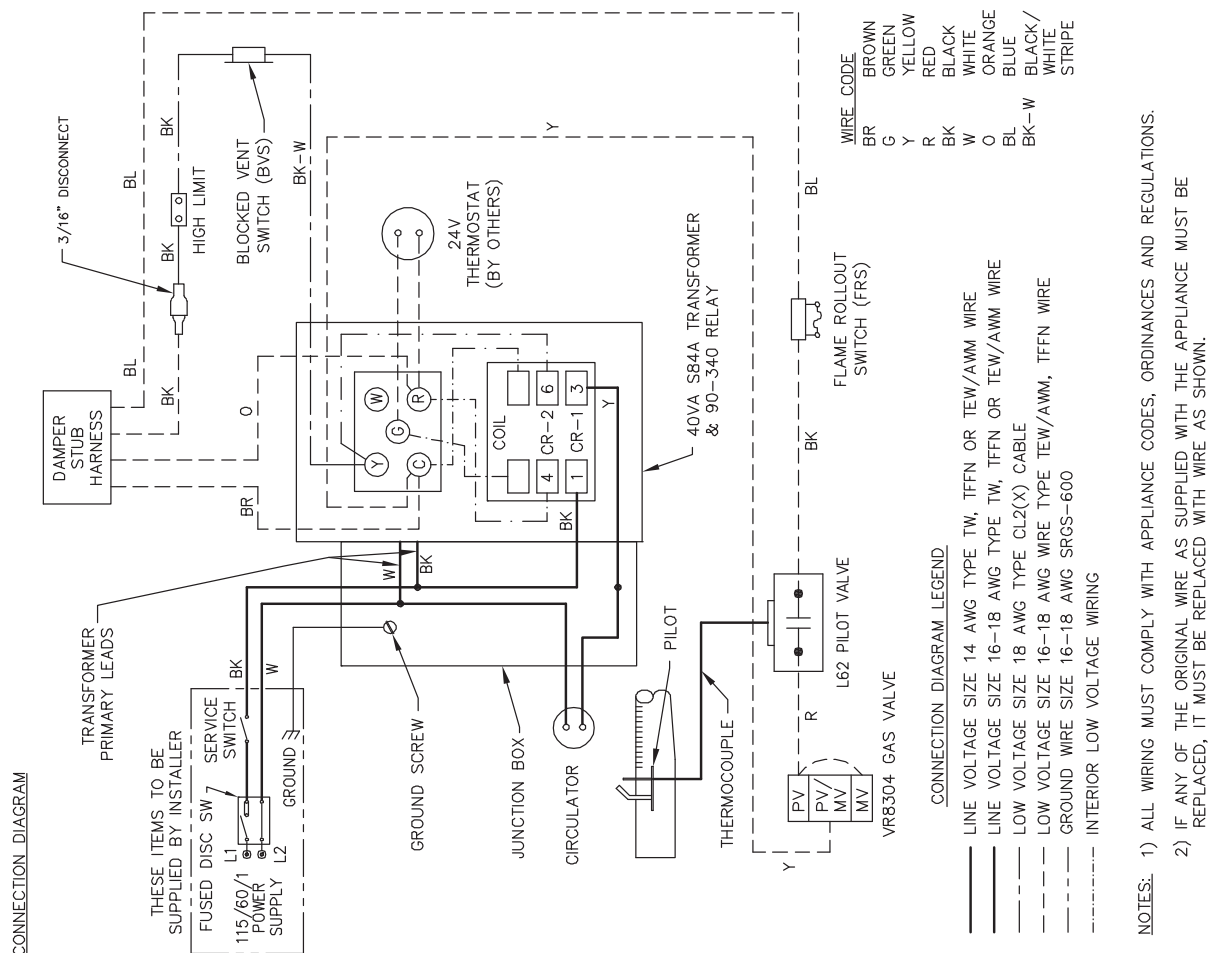 CONNECTION DIAGRAM
THESE ITEMS TO BE
SUPPLIED BY INSTALLER
FUSED DISC SW
SERVICE
SWITCH
L1
L2
115/60/1
POWER
SUPPLY
GROUND
BK
W
TRANSFORMER
PRIMARY LEADS
W
BK
GROUND SCREW
JUNCTION BOX
CIRCULATOR
DAMPER
STUB
HARNESS
BR
O
BK
BL
3/16" DISCONNECT
BK
HIGH LIMIT
BK
BL
BLOCKED VENT
SWITCH (BVS)
BK-W
Y
W
G
C
R
24V
THERMOSTAT
(BY OTHERS)
COIL
4
CR-2
6
1
CR-1
3
BK
Y
40VA S84A TRANSFORMER
& 90-340 RELAY
Y
THERMOCOUPLE
PILOT
Y
PV
PV/
MV
MV
VR8304 GAS VALVE
R
L62 PILOT VALVE
BK
FLAME ROLLOUT
SWITCH (FRS)
BL
WIRE CODE
BR BROWN
G GREEN
Y YELLOW
R RED
BK BLACK
W WHITE
O ORANGE
BL BLUE
BK-W BLACK/
WHITE
STRIPE
CONNECTION DIAGRAM LEGEND
LINE VOLTAGE SIZE 14 AWG TYPE TW, TFFN OR TEW/AWM WIRE
LINE VOLTAGE SIZE 16-18 AWG TYPE TW, TFFN OR TEW/AWM WIRE
LOW VOLTAGE SIZE 18 AWG TYPE CL2(X) CABLE
LOW VOLTAGE SIZE 16-18 AWG WIRE TYPE TEW/AWM, TFFN WIRE
GROUND WIRE SIZE 16-18 AWG SRGS-600
INTERIOR LOW VOLTAGE WIRING
NOTES: 1) ALL WIRING MUST COMPLY WITH APPLIANCE CODES, ORDINANCES AND REGULATIONS.
2) IF ANY OF THE ORIGINAL WIRE AS SUPPLIED WITH THE APPLIANCE MUST BE
REPLACED, IT MUST BE REPLACED WITH WIRE AS SHOWN.